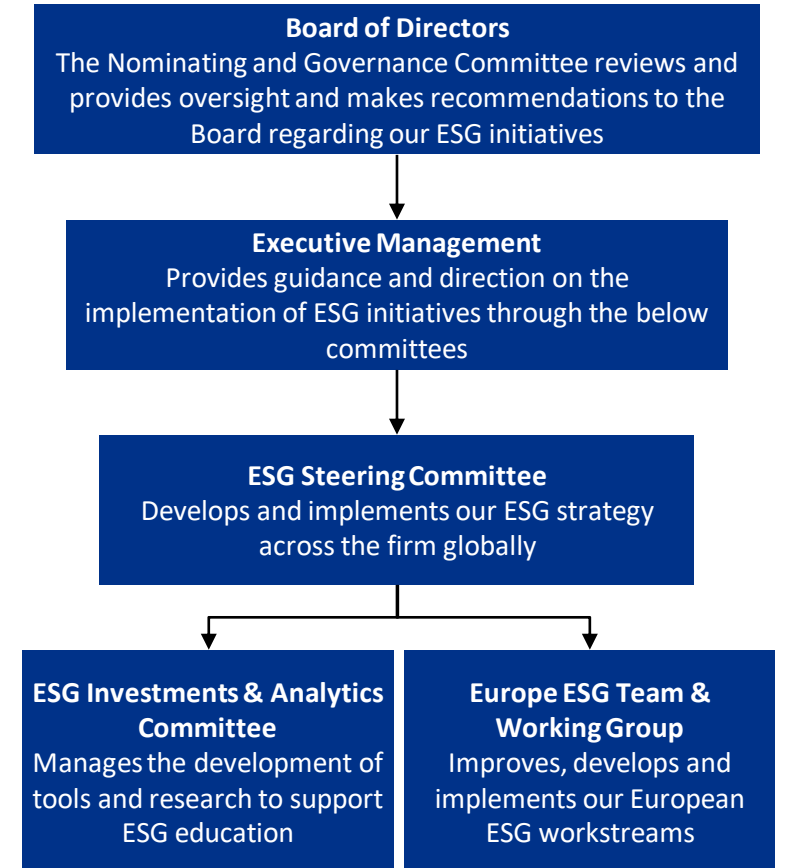 Board of Directors
The Nominating and Governance Committee reviews and
provides oversight and makes recommendations to the
Board regarding our ESG initiatives
Executive Management
Provides guidance and direction on the
implementation of ESG initiatives through the below
committees
ESG Steering Committee
Develops and implements our ESG strategy
across the firm globally
ESG Investments & Analytics
Committee
Manages the development of
tools and research to support
ESG education
Europe ESG Team &
Working Group
Improves, develops and
implements our European
ESG workstreams